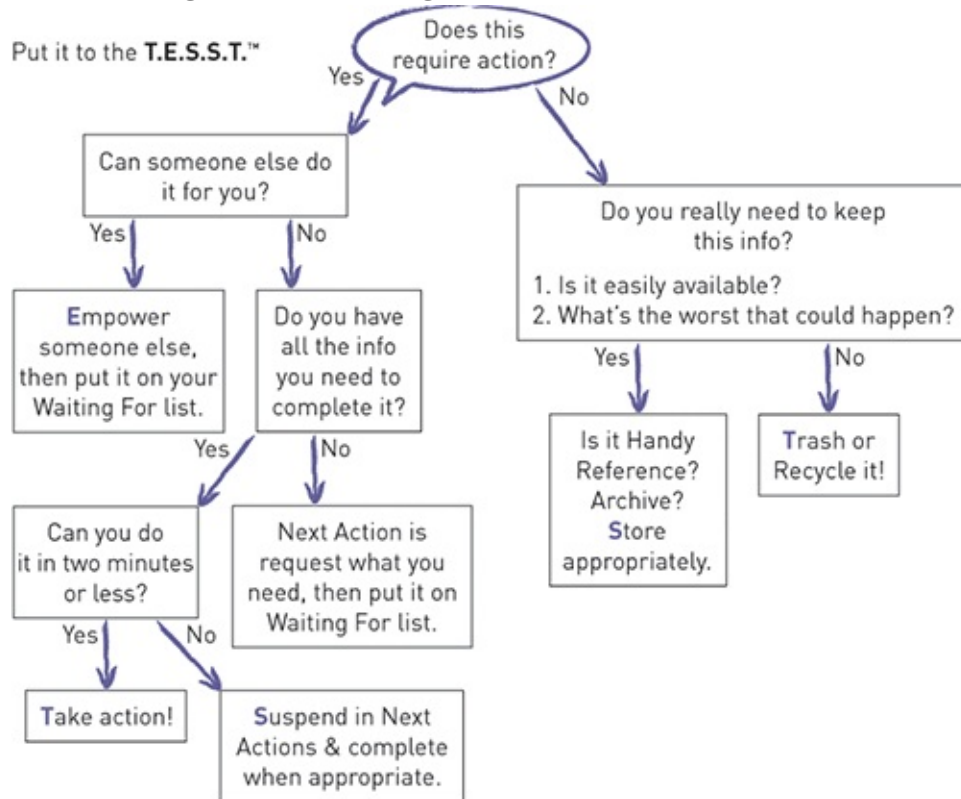 Put it to the T.E.S.S.T.™
Does this
require action?
Yes
No
Can someone else do
it for you?
Yes
No
Empower
someone else,
then put it on your
Waiting For list.
Do you have
all the info
you need to
complete it?
Yes
No
Can you do
it in two minutes
or less?
Next Action is
request what you
need, then put it on
Waiting For list.
Yes
No
Take action!
Suspend in Next
Actions & complete
when appropriate.
Do you really need to keep
this info?
1. Is it easily available?
2. What's the worst that could happen?
Yes
No
Is it Handy
Reference?
Archive?
Store
appropriately.
Trash or
Recycle it!